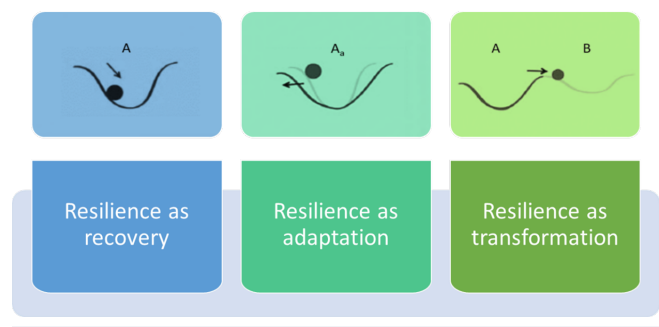 A
Aa
A B
Resilience as
recovery
Resilience as
adaptation
Resilience as
transformation